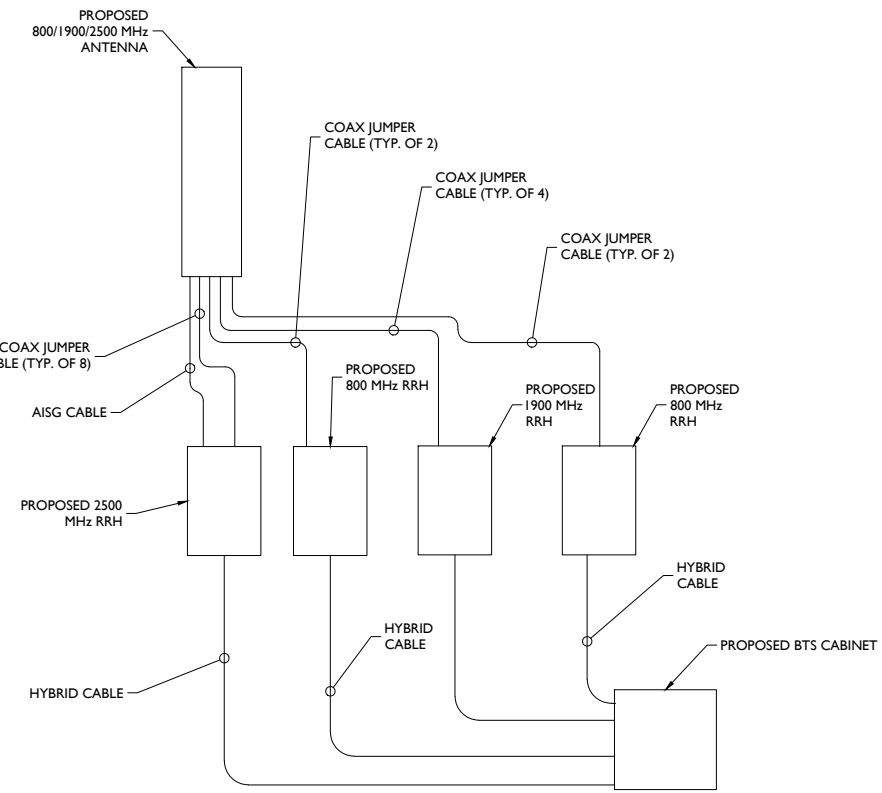 PROPOSED
800/1900/2500 MHz
ANTENNA
COAX JUMPER
CABLE (TYP. OF 2)
COAX JUMPER
CABLE (TYP. OF 4)
COAX JUMPER
CABLE (TYP. OF 2)
COAX JUMPER
BLE (TYP. OF 8)
AISG CABLE
PROPOSED
800 MHz RRH
PROPOSED
1900 MHz
RRH
PROPOSED
800 MHz
RRH
PROPOSED 2500
MHz RRH
HYBRID
CABLE
HYBRID
CABLE
PROPOSED BTS CABINET
HYBRID CABLE